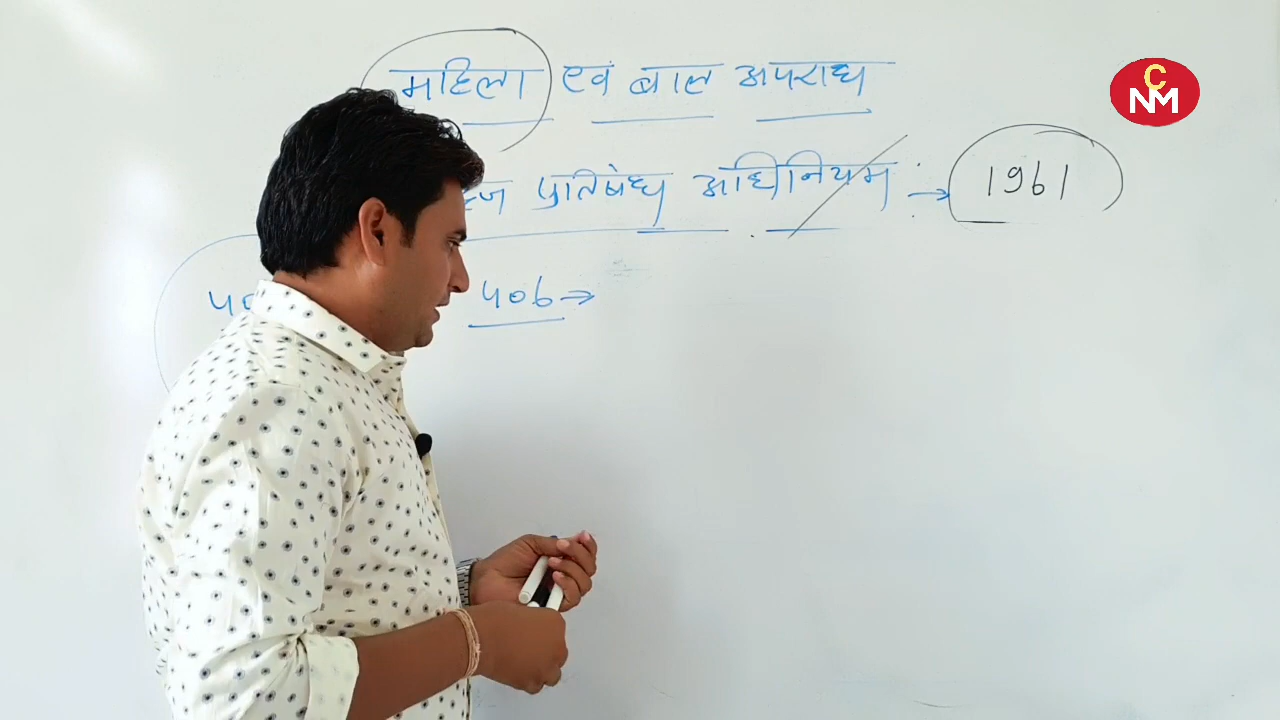 महिला एवं बाल अपराध
CNM
प्रतिषेध अधिनियम → 1961
406 →